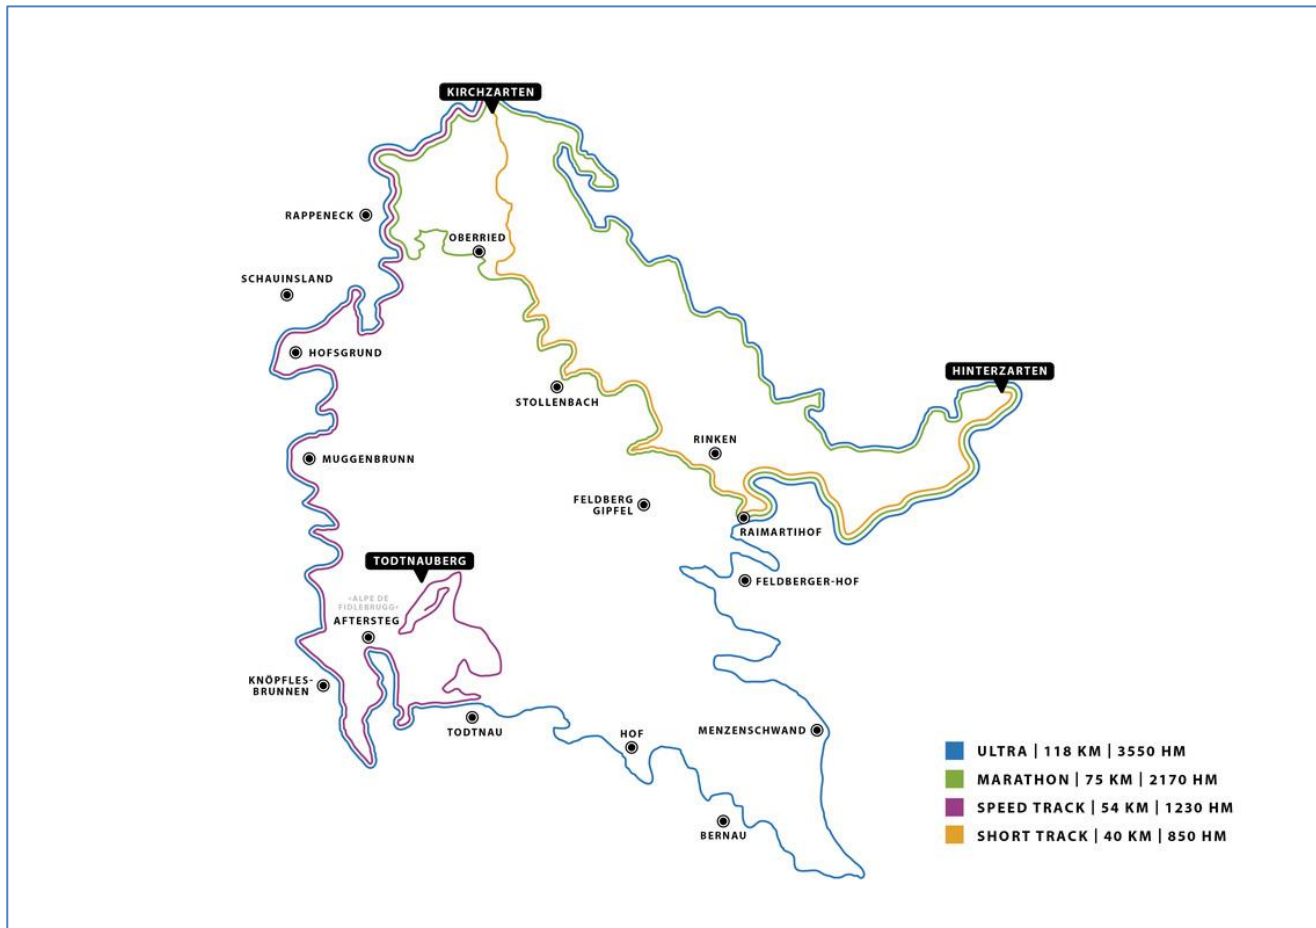 KIRCHZARTEN
RAPPENECK
OBERRIED
SCHAUINSLAND
HOFSGRUND
HINTERZARTEN
STOLLENBACH
RINKEN
MUGGENBRUNN
FELDBERG
GIPFEL
RAIMARTIHOF
TODTNAUBERG
FELDBERGER-HOF
»ALPE DE
FIDLEBRUGG«
AFTERSTEG
KNÖPFLES-
BRUNNEN
TODTNAU
HOF
MENZENSCHWAND
BERNAU
ULTRA | 118 KM | 3550 HM
MARATHON | 75 KM | 2170 HM
SPEED TRACK | 54 KM | 1230 HM
SHORT TRACK | 40 KM | 850 HM